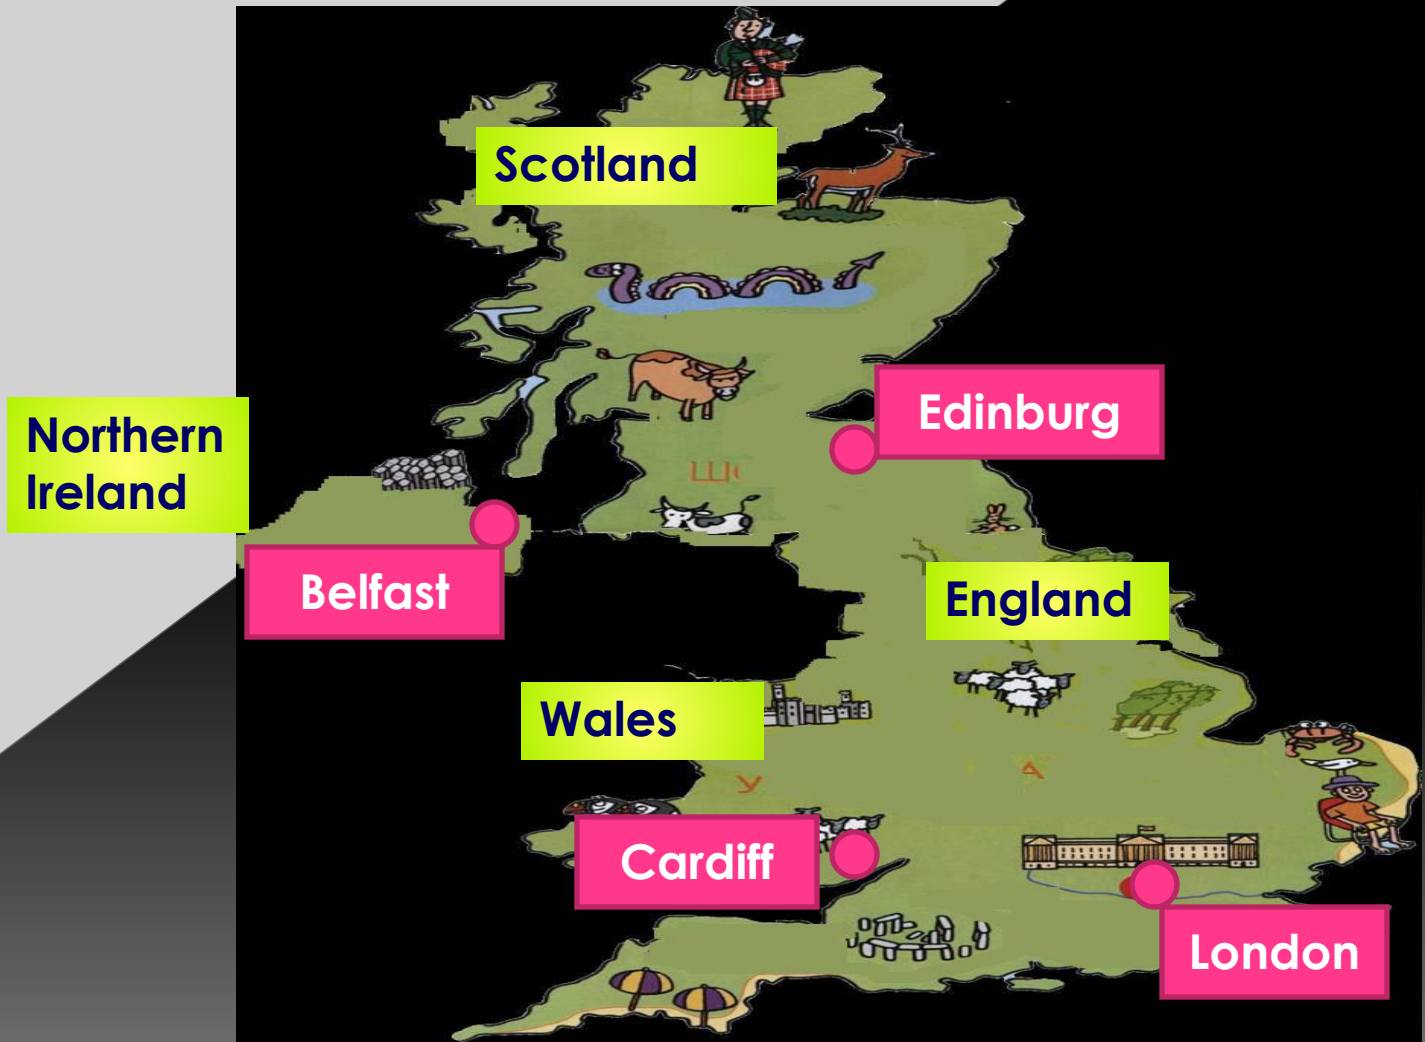 Scotland
Edinburg
Northern
Ireland
Belfast
England
Wales
Cardiff
London
У
А